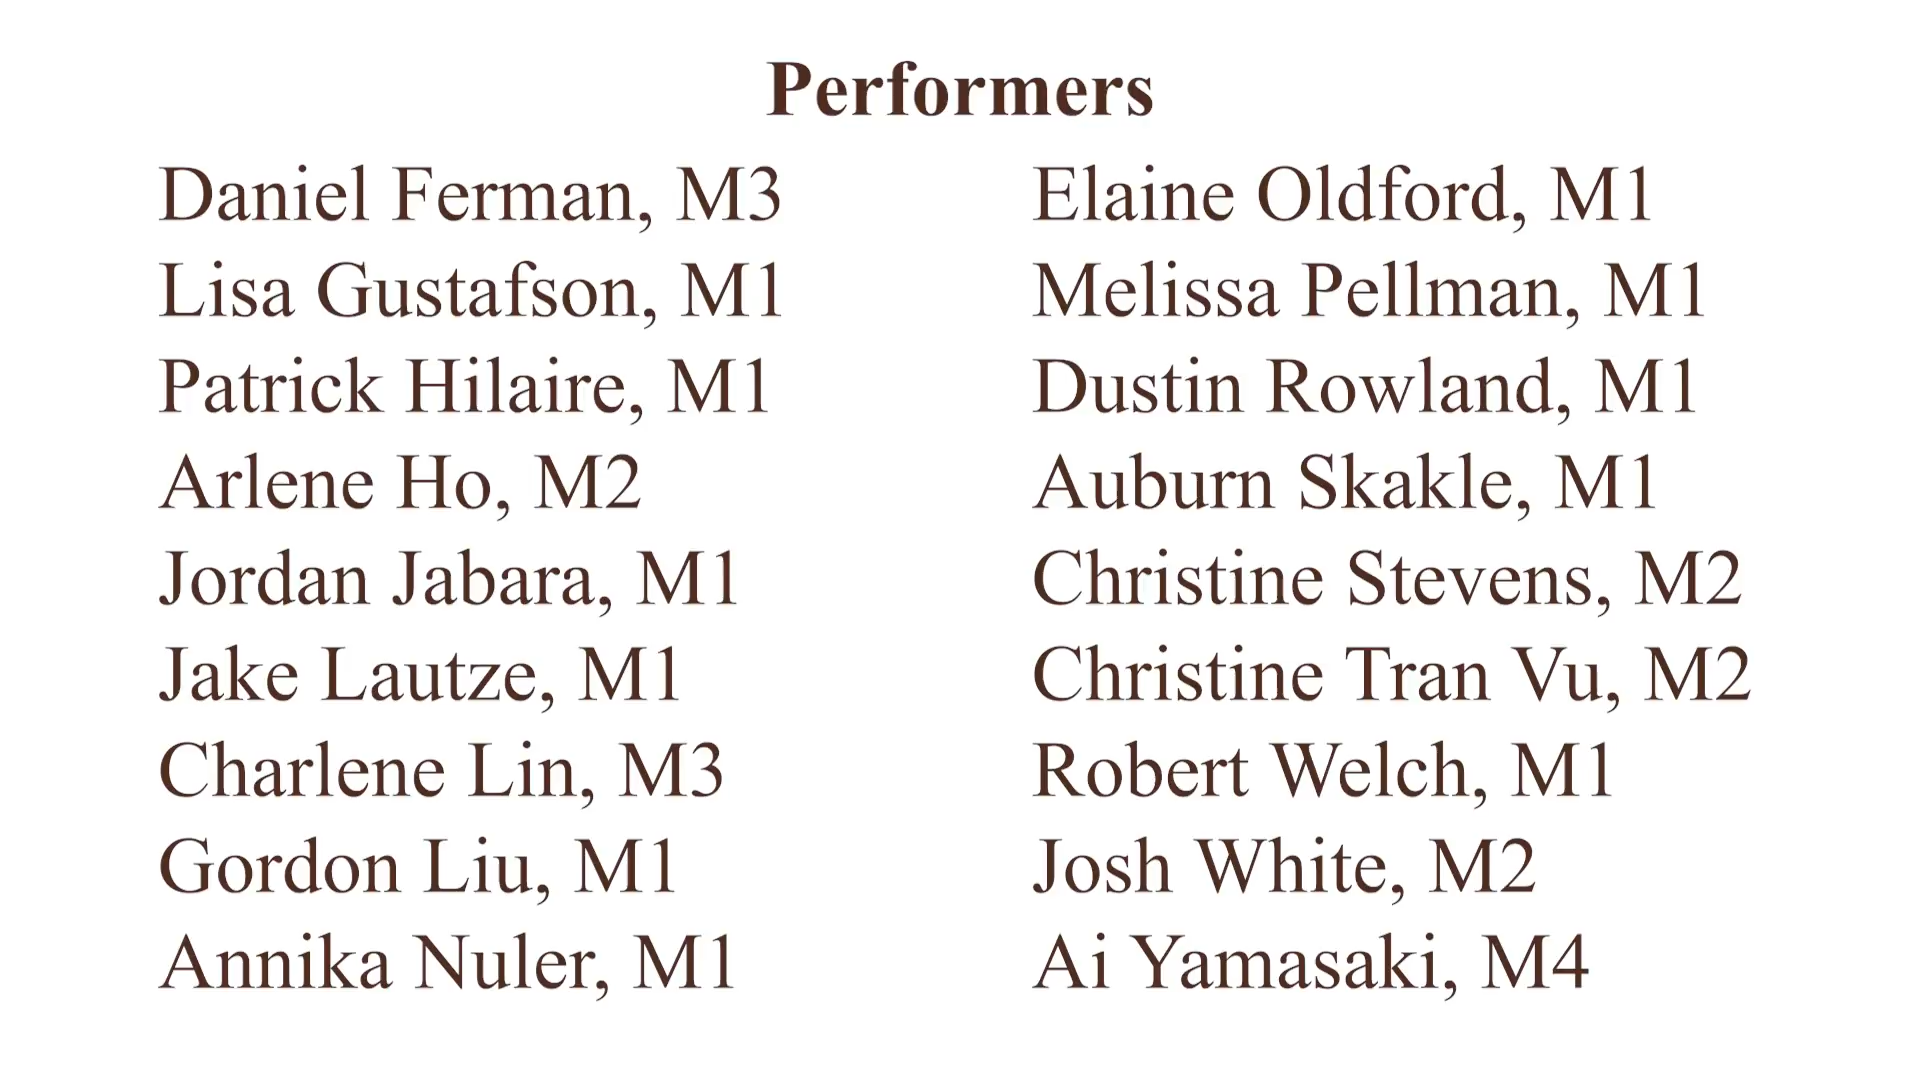 Performers
Daniel Ferman, M3
Lisa Gustafson, M1
Patrick Hilaire, M1
Arlene Ho, M2
Jordan Jabara, M1
Jake Lautze, M1
Charlene Lin, M3
Gordon Liu, M1
Annika Nuler, M1
Elaine Oldford, M1
Melissa Pellman, M1
Dustin Rowland, M1
Auburn Skakle, M1
Christine Stevens, M2
Christine Tran Vu, M2
Robert Welch, M1
Josh White, M2
Ai Yamasaki, M4